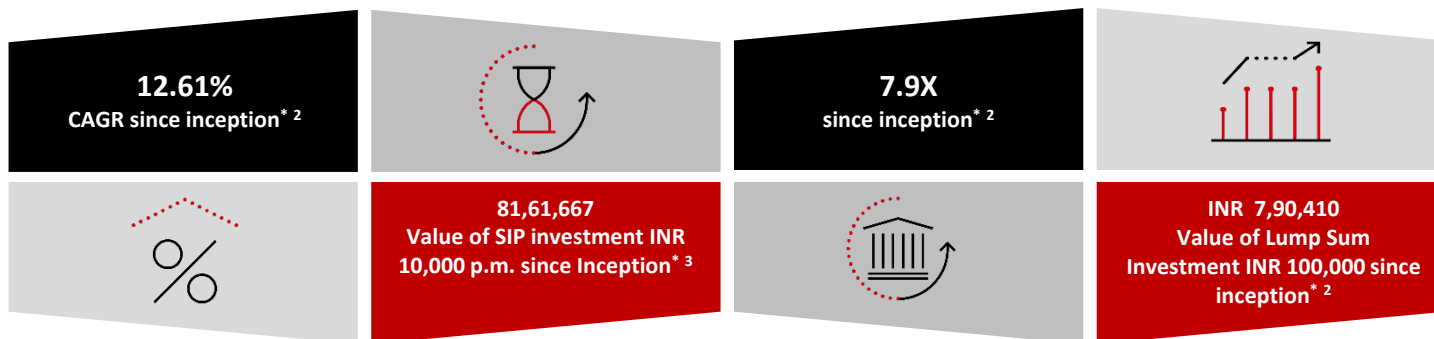 12.61%
CAGR since inception* 2
7.9X
since inception* 2
81,61,667
Value of SIP investment INR
10,000 p.m. since Inception* 3
INR 7,90,410
Value of Lump Sum
Investment INR 100,000 since
inception* 2